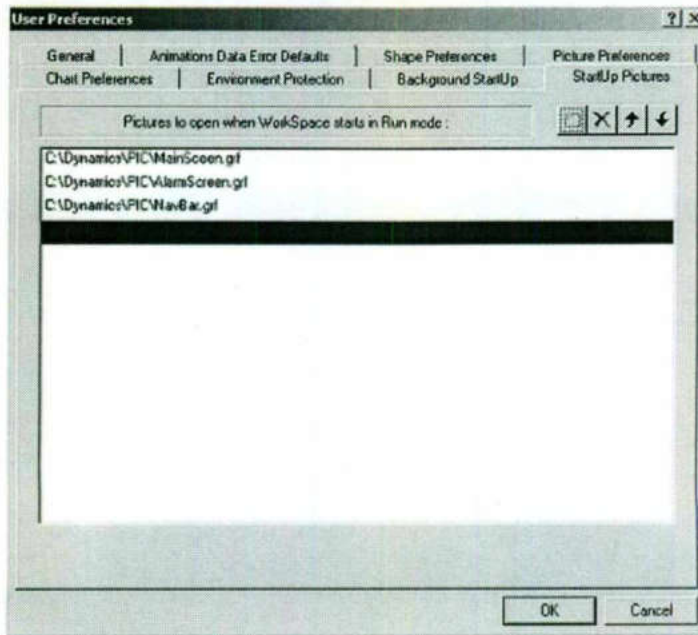 User Preferences
General
Animations Data Error Defaults
Shape Preferences
Picture Preferences
Chart Preferences
Environment Protection
Background StartUp
StartUp Pictures
Pictures to open when WorkSpace starts in Run mode :
C:\Dynamics\PIC\MainSceen.grf
C:\Dynamics\PIC\AlarmScreen.grf
C:\Dynamics\PIC\NavBar.grf
OK
Cancel